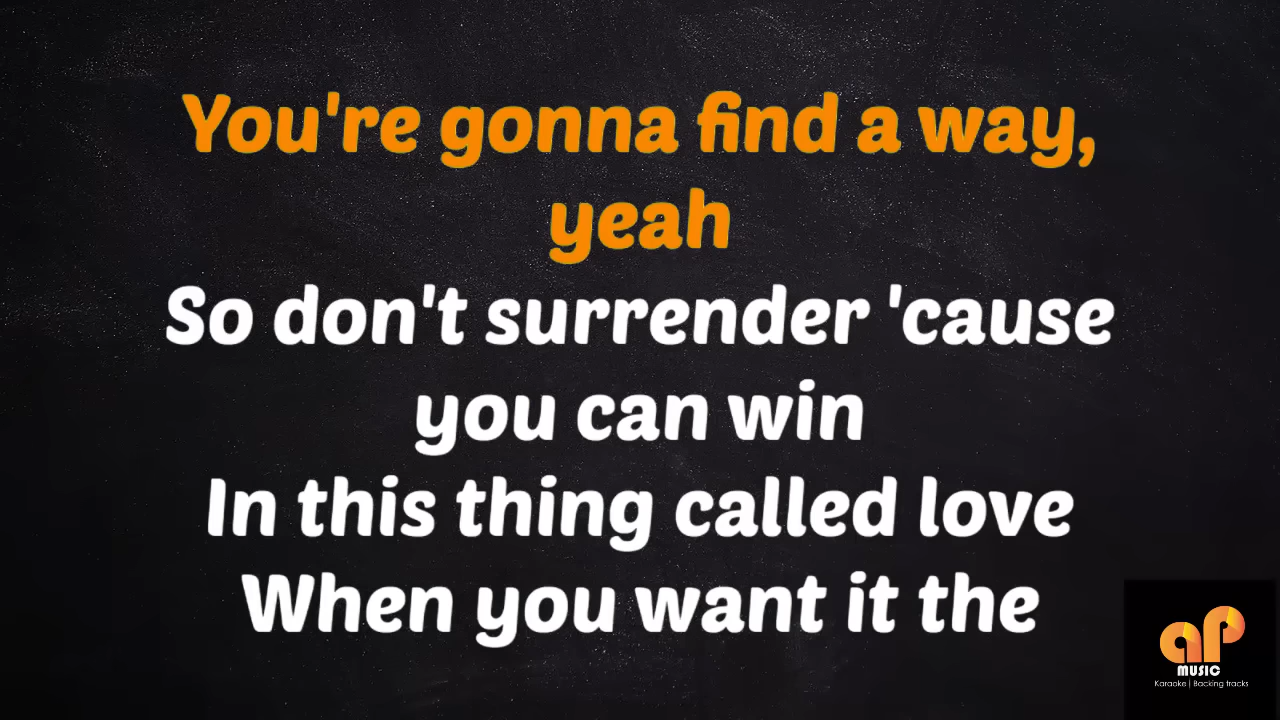 You're gonna find a way,
yeah
So don't surrender 'cause
you can win
In this thing called love
When you want it the
ap
MUSIC
Karaoke | Backing tracks